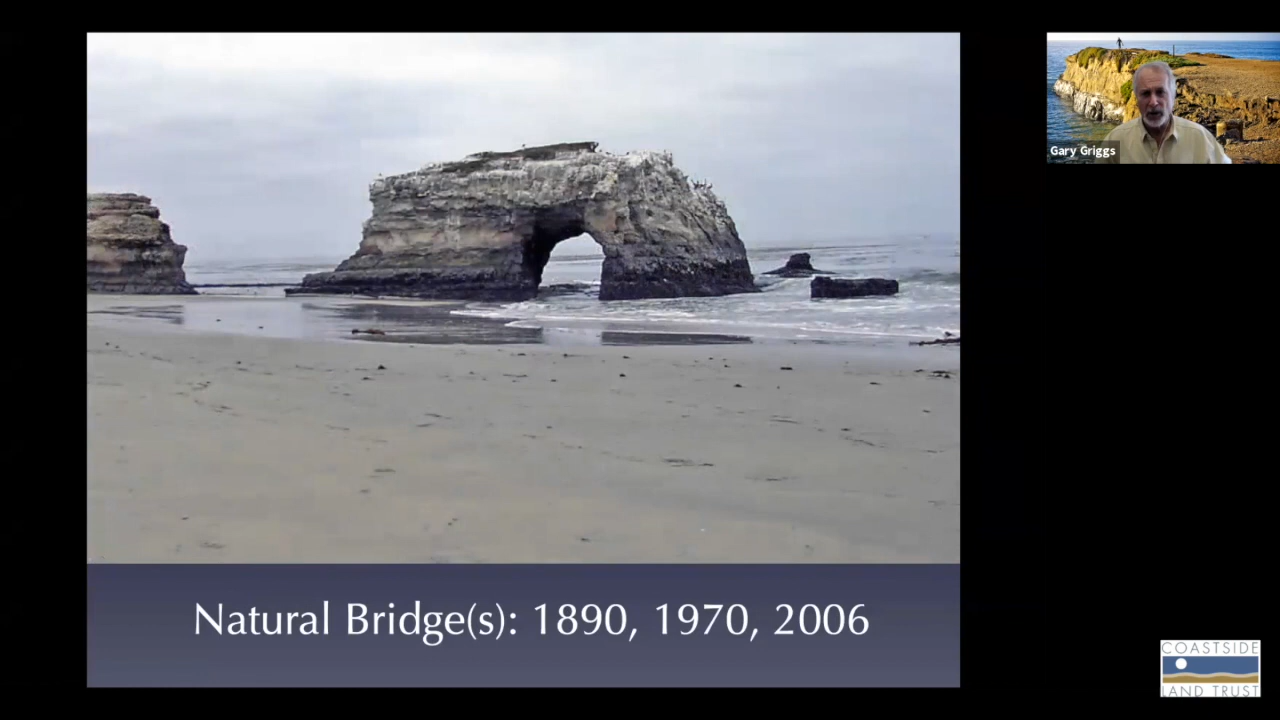 Gary Griggs
Natural Bridge(s): 1890, 1970, 2006
COASTSIDE
LAND TRUST